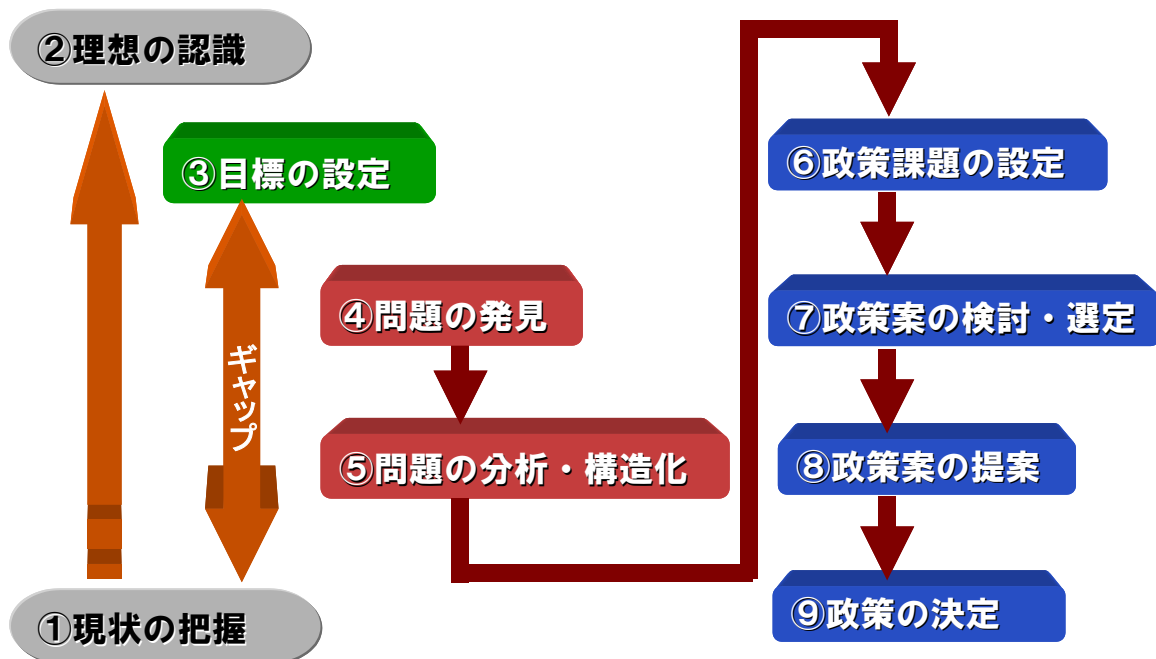 ②理想の認識
③目標の設定
④問題の発見
⑤問題の分析・構造化
ギャップ
①現状の把握
⑥政策課題の設定
⑦政策案の検討・選定
⑧政策案の提案
⑨政策の決定